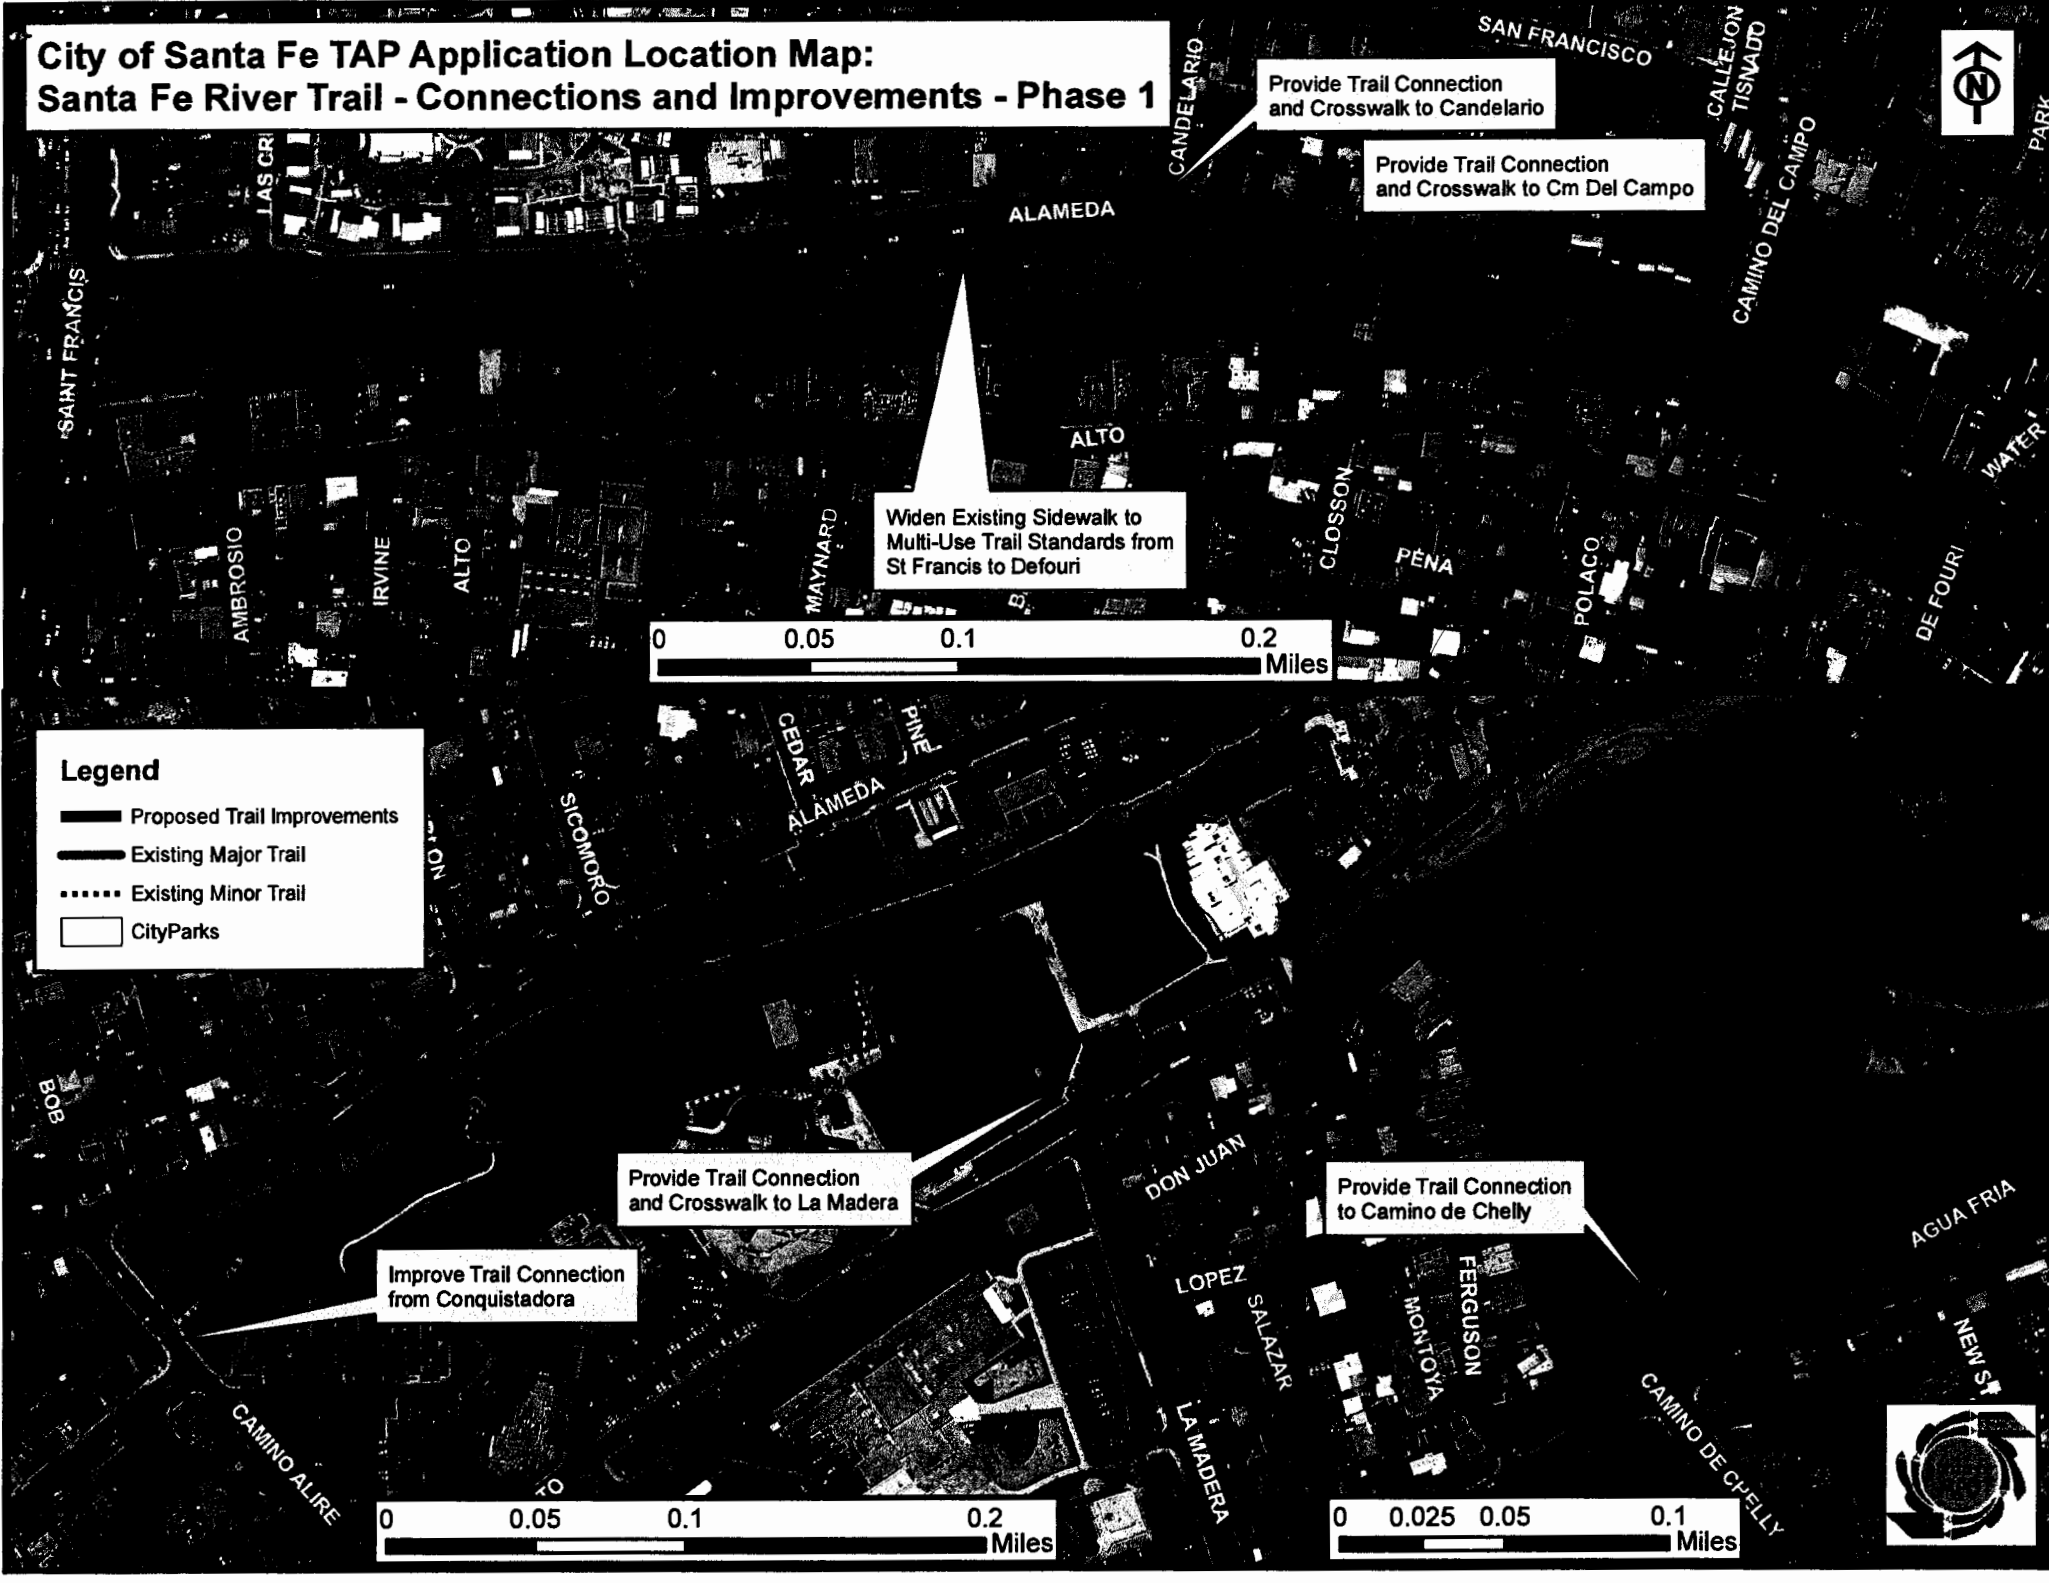 City of Santa Fe TAP Application Location Map:
Santa Fe River Trail - Connections and Improvements - Phase 1
SAN FRANCISCO
CALLEJON
TISNADO
CANDELARIO
Provide Trail Connection
and Crosswalk to Candelario
N
PARK
Provide Trail Connection
and Crosswalk to Cm Del Campo
CAMINO DEL CAMPO
LAS CRI
ALAMEDA
SAINT FRANCIS
ALTO
WATER
CLOSSON
Widen Existing Sidewalk to
Multi-Use Trail Standards from
St Francis to Defouri
AMBROSIO
IRVINE
ALTO
MAYNARD
PENA
POLACO
DE FOURI
B
0 0.05 0.1 0.2
Miles
Legend
Proposed Trail Improvements
Existing Major Trail
Existing Minor Trail
CityParks
CEDAR
PINE
ALAMEDA
SICOMORO
BOB
Provide Trail Connection
and Crosswalk to La Madera
DON JUAN
Provide Trail Connection
to Camino de Chelly
AGUA FRIA
Improve Trail Connection
from Conquistadora
LOPEZ
SALAZAR
MONTOYA
FERGUSON
NEW ST
CAMINO ALIRE
LA MADERA
CAMINO DE CHELLY
TO
0 0.05 0.1 0.2
Miles
0 0.025 0.05 0.1
Miles